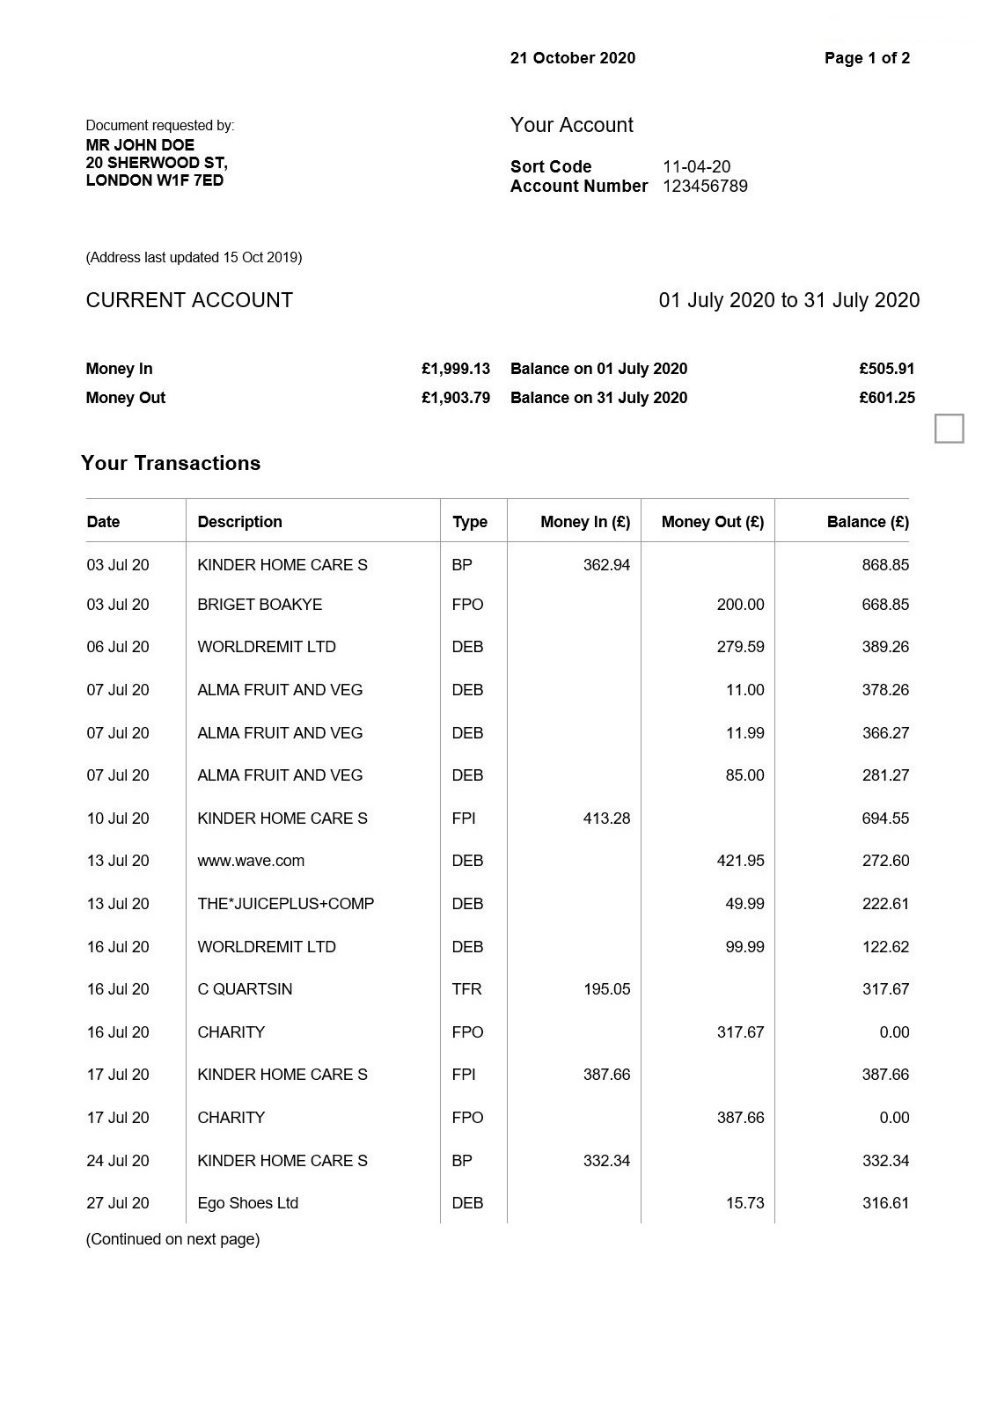 21 October 2020 Page 1 of 2
Document requested by:
MR JOHN DOE
20 SHERWOOD ST,
LONDON W1F 7ED
Your Account
Sort Code 11-04-20
Account Number 123456789
(Address last updated 15 Oct 2019)
CURRENT ACCOUNT 01 July 2020 to 31 July 2020
Money In £1,999.13 Balance on 01 July 2020 £505.91
Money Out £1,903.79 Balance on 31 July 2020 £601.25
Your Transactions
Date Description Type Money In (£) Money Out (£) Balance (£)
03 Jul 20 KINDER HOME CARE S BP 362.94 868.85
03 Jul 20 BRIGET BOAKYE FPO 200.00 668.85
06 Jul 20 WORLDREMIT LTD DEB 279.59 389.26
07 Jul 20 ALMA FRUIT AND VEG DEB 11.00 378.26
07 Jul 20 ALMA FRUIT AND VEG DEB 11.99 366.27
07 Jul 20 ALMA FRUIT AND VEG DEB 85.00 281.27
10 Jul 20 KINDER HOME CARE S FPI 413.28 694.55
13 Jul 20 www.wave.com DEB 421.95 272.60
13 Jul 20 THE*JUICEPLUS+COMP DEB 49.99 222.61
16 Jul 20 WORLDREMIT LTD DEB 99.99 122.62
16 Jul 20 C QUARTSIN TFR 195.05 317.67
16 Jul 20 CHARITY FPO 317.67 0.00
17 Jul 20 KINDER HOME CARE S FPI 387.66 387.66
17 Jul 20 CHARITY FPO 387.66 0.00
24 Jul 20 KINDER HOME CARE S BP 332.34 332.34
27 Jul 20 Ego Shoes Ltd DEB 15.73 316.61
(Continued on next page)